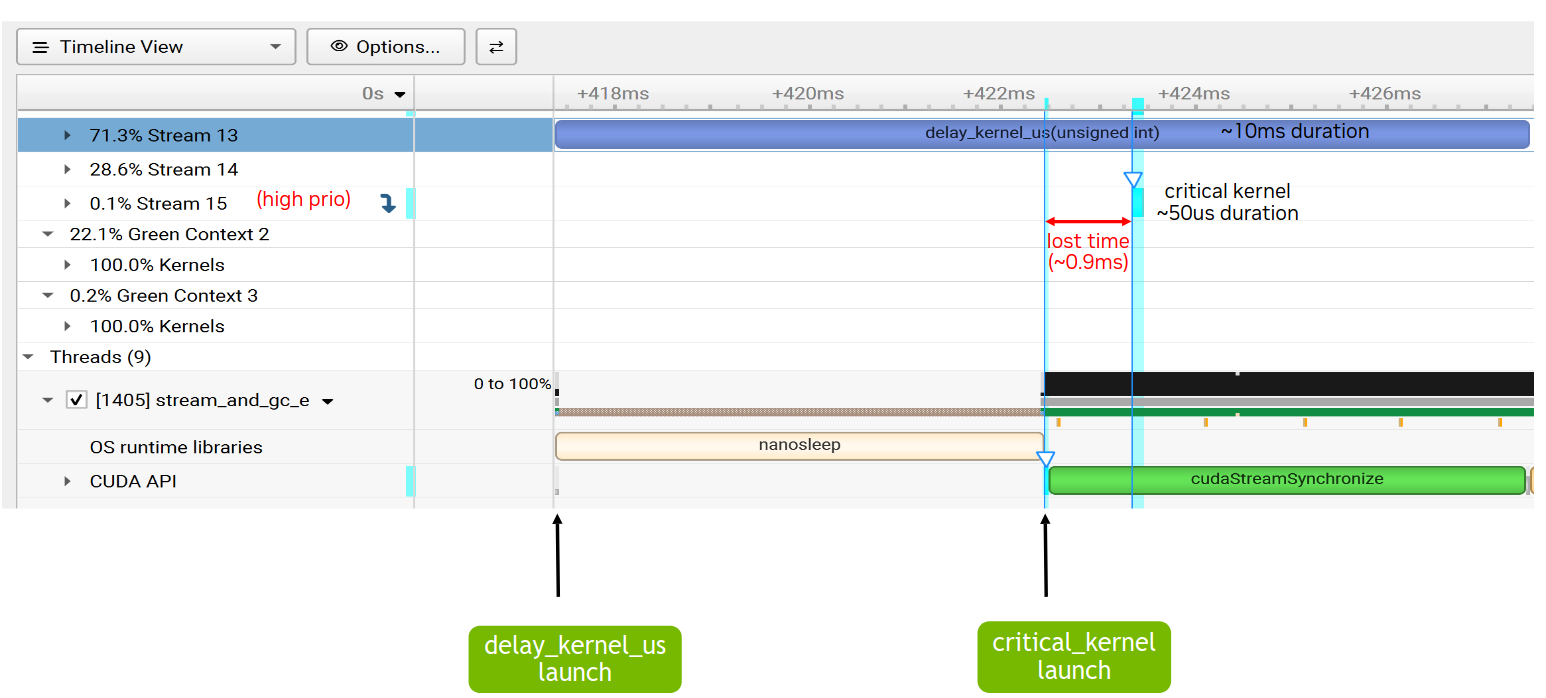 Timeline View
Options...
0s
+418ms
+420ms
+422ms
+424ms
+426ms
71.3% Stream 13
delay_kernel_us(unsigned int)
~10ms duration
28.6% Stream 14
0.1% Stream 15
(high prio)
critical kernel
~50us duration
22.1% Green Context 2
lost time
(~0.9ms)
100.0% Kernels
0.2% Green Context 3
100.0% Kernels
Threads (9)
0 to 100%
[1405] stream_and_gc_e
OS runtime libraries
nanosleep
CUDA API
cudaStreamSynchronize
delay_kernel_us
launch
critical_kernel
launch